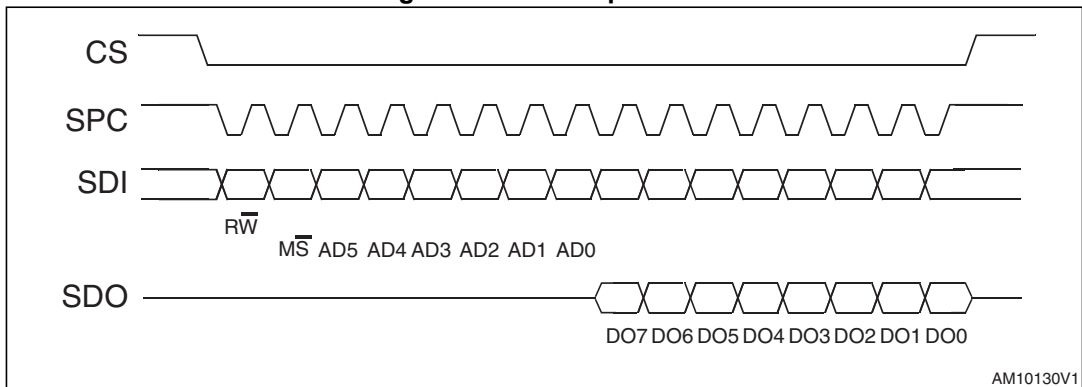 CS
SPC
SDI
RW
MS AD5 AD4 AD3 AD2 AD1 AD0
SDO
DO7 DO6 DO5 DO4 DO3 DO2 DO1 DO0
AM10130V1